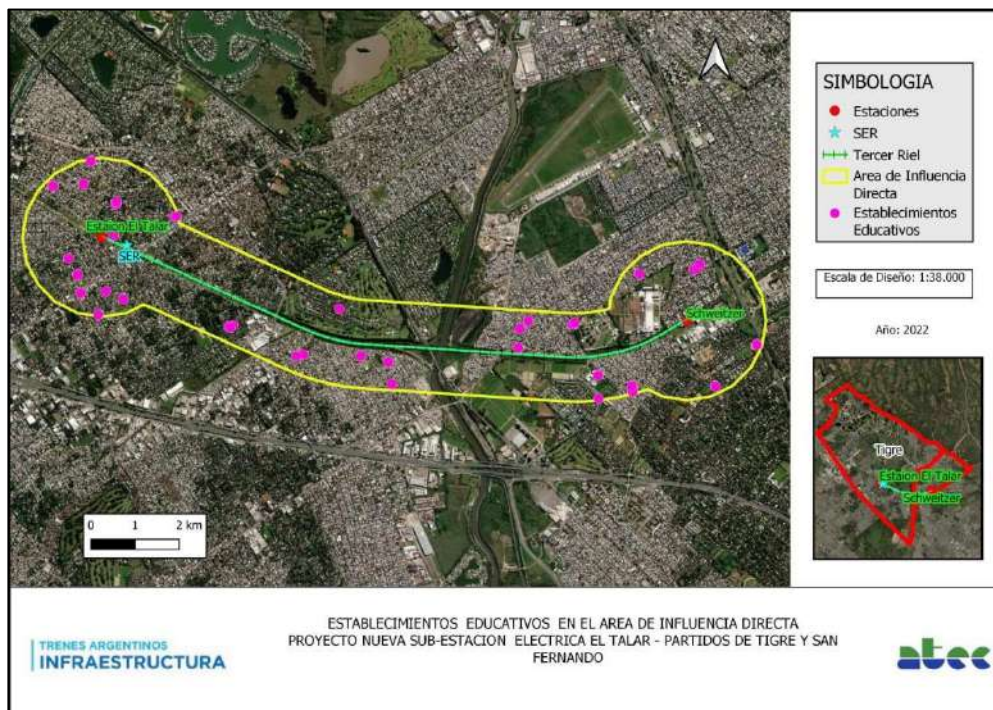 SIMBOLOGIA
Estaciones
SER
Tercer Riel
Area de Influencia
Directa
Establecimientos
Educativos
Escala de Diseño: 1:38.000
Año: 2022
Estaion El Talar
SER
Schweitzer
0 1 2 km
Tigre
Estaion El Talar
Schweitzer
TRENES ARGENTINOS
INFRAESTRUCTURA
ESTABLECIMIENTOS EDUCATIVOS EN EL AREA DE INFLUENCIA DIRECTA
PROYECTO NUEVA SUB-ESTACION ELECTRICA EL TALAR - PARTIDOS DE TIGRE Y SAN
FERNANDO
atec